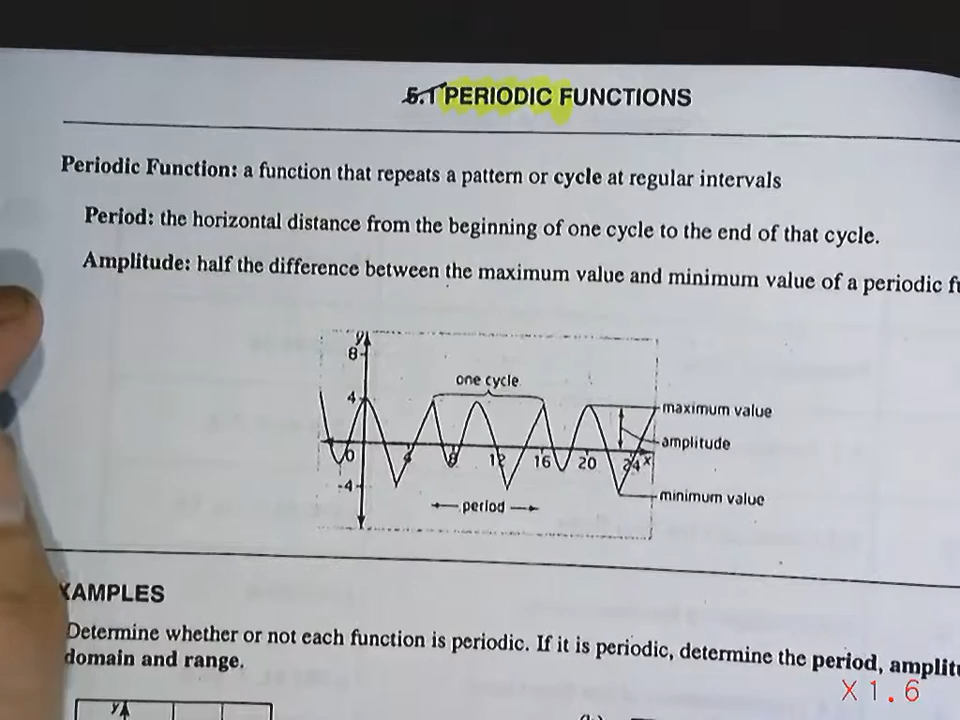 5.1 PERIODIC FUNCTIONS
Periodic Function: a function that repeats a pattern or cycle at regular intervals
Period: the horizontal distance from the beginning of one cycle to the end of that cycle.
Amplitude: half the difference between the maximum value and minimum value of a periodic
y
8
one cycle
4
maximum value
amplitude
0 4 8 12 16 20 24 x
-4
period
minimum value
XAMPLES
Determine whether or not each function is periodic. If it is periodic, determine the period,
domain and range.
X 1.6
y